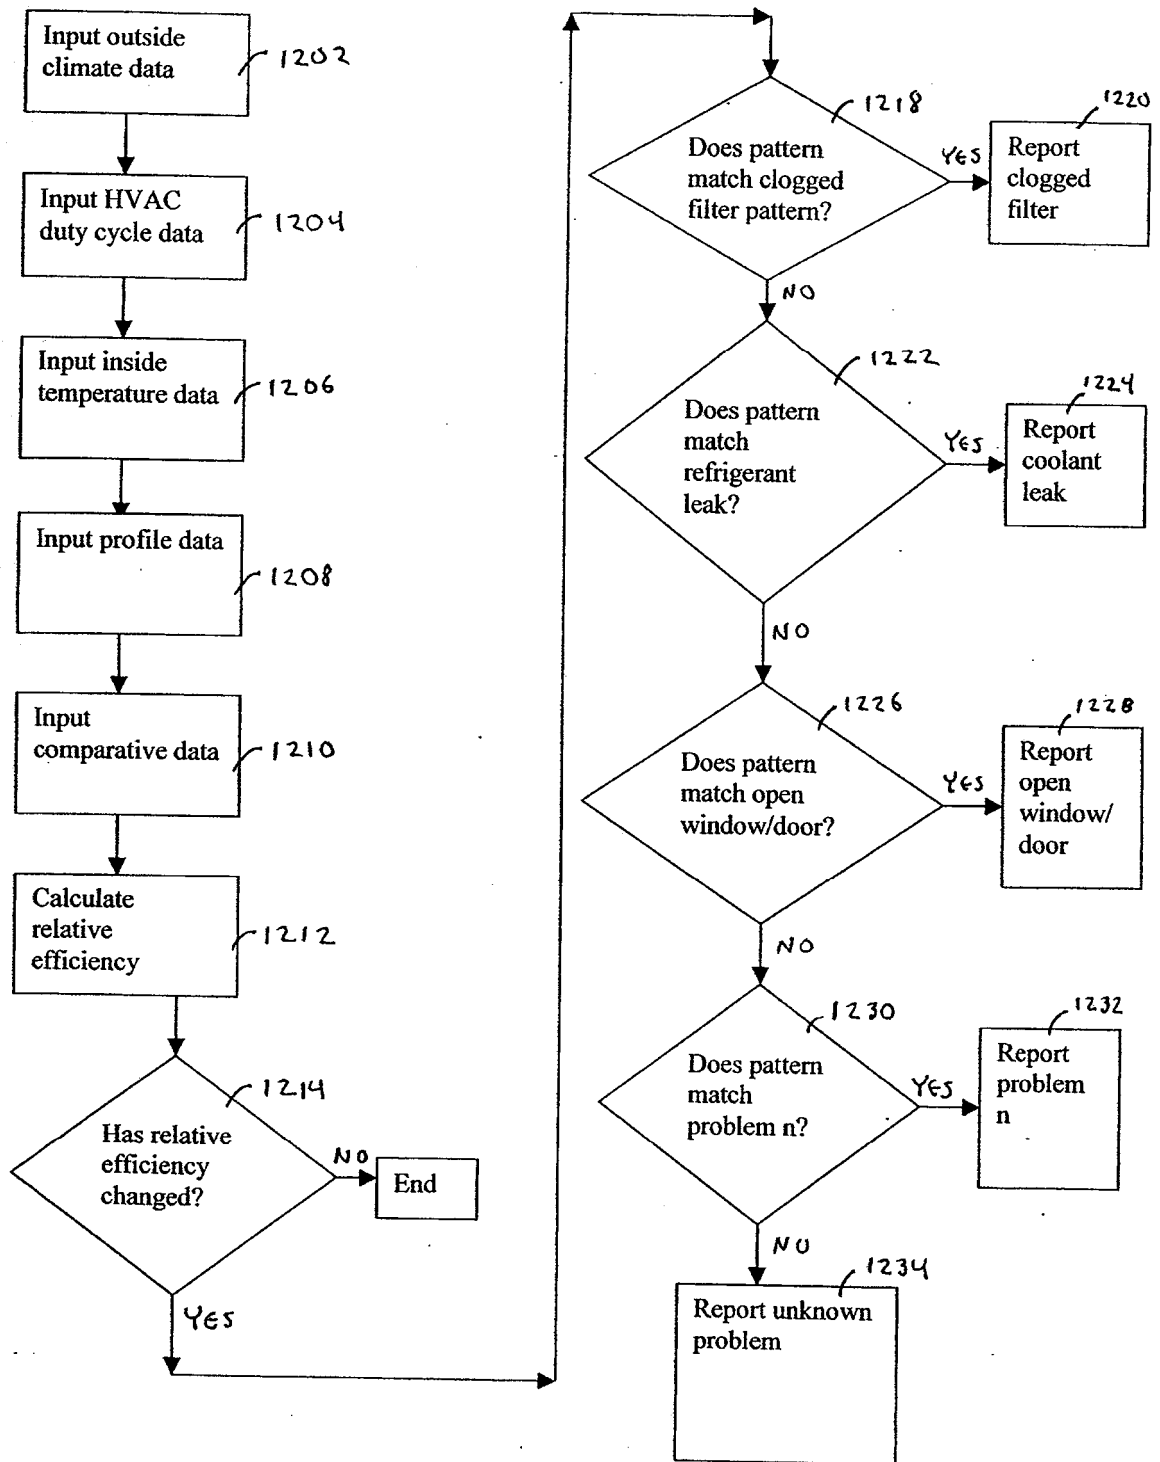 Input outside
climate data
1202
Input HVAC
duty cycle data
1204
Input inside
temperature data
1206
Input profile data
1208
Input
comparative data
1210
Calculate
relative
efficiency
1212
1214
Has relative
efficiency
changed?
NO
End
YES
1218
Does pattern
match clogged
filter pattern?
YES
1220
Report
clogged
filter
NO
1222
Does pattern
match
refrigerant
leak?
YES
1224
Report
coolant
leak
NO
1226
Does pattern
match open
window/door?
YES
1228
Report
open
window/
door
NO
1230
Does pattern
match
problem n?
YES
1232
Report
problem
n
NO
1234
Report unknown
problem